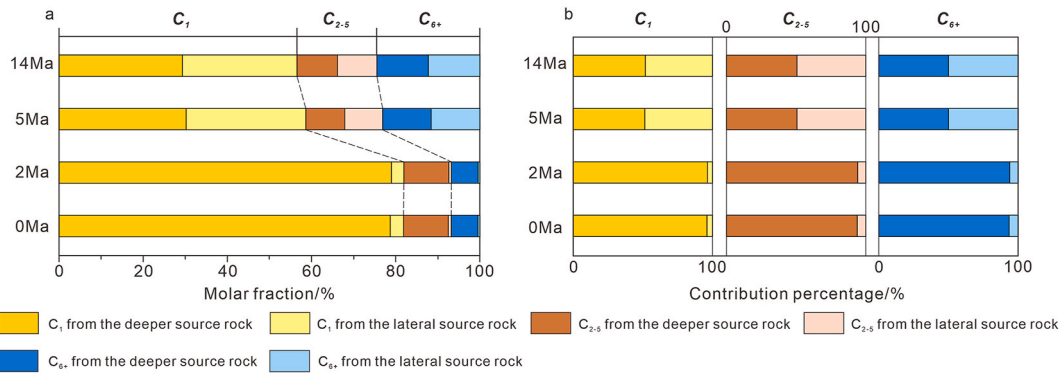 a
C₁ C₂₋₅ C₆₊
14Ma
5Ma
2Ma
0Ma
0 20 40 60 80 100
Molar fraction/%
b
C₁ C₂₋₅ C₆₊
0 100
14Ma
5Ma
2Ma
0Ma
0 100 0 100
Contribution percentage/%
C₁ from the deeper source rock
C₁ from the lateral source rock
C₂₋₅ from the deeper source rock
C₂₋₅ from the lateral source rock
C₆₊ from the deeper source rock
C₆₊ from the lateral source rock